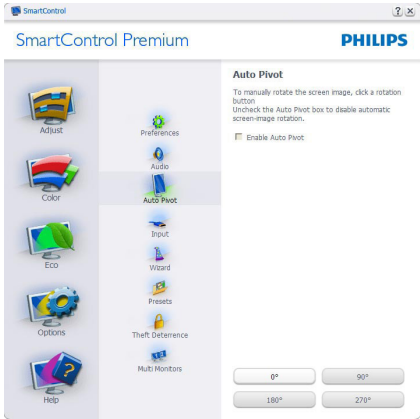 SmartControl
? x
SmartControl Premium
PHILIPS
Adjust
Color
Eco
Options
Help
Preferences
Audio
Auto Pivot
Input
Wizard
Presets
Theft Deterrence
Multi Monitors
Auto Pivot
To manually rotate the screen image, click a rotation
button
Uncheck the Auto Pivot box to disable automatic
screen-image rotation.
Enable Auto Pivot
0°
90°
180°
270°